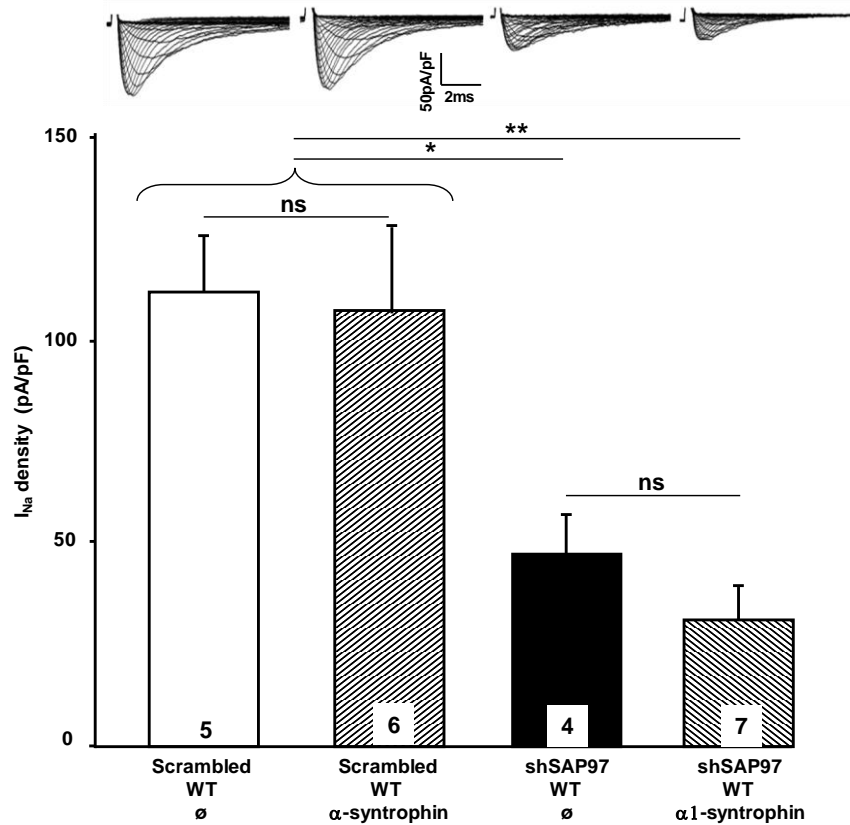 50pA/pF
2ms
150
100
50
0
I_Na density (pA/pF)
**
*
ns
ns
5
6
4
7
Scrambled
WT
ø
Scrambled
WT
α-syntrophin
shSAP97
WT
ø
shSAP97
WT
α1-syntrophin